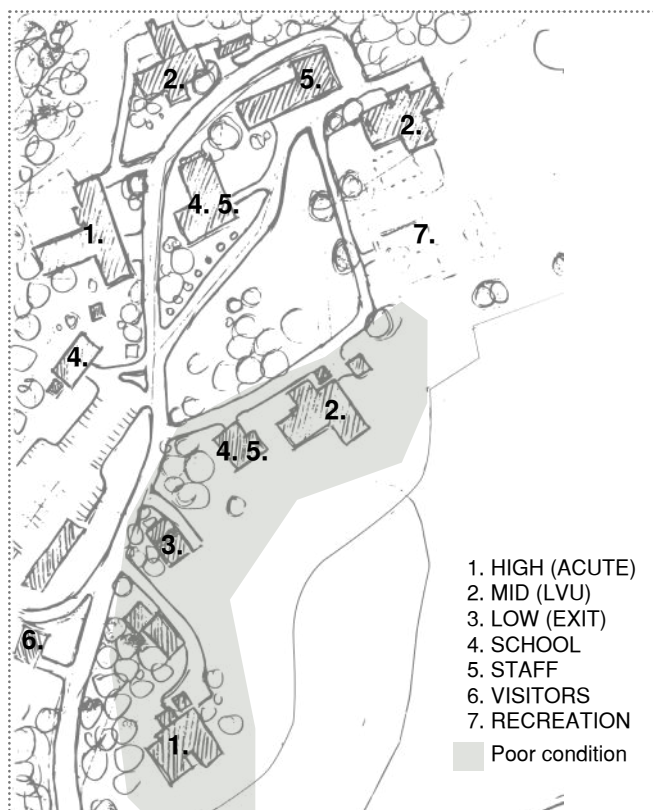 2.
5.
2.
4. 5.
1.
7.
4.
2.
4. 5.
3.
6.
1.
1. HIGH (ACUTE)
2. MID (LVU)
3. LOW (EXIT)
4. SCHOOL
5. STAFF
6. VISITORS
7. RECREATION
Poor condition